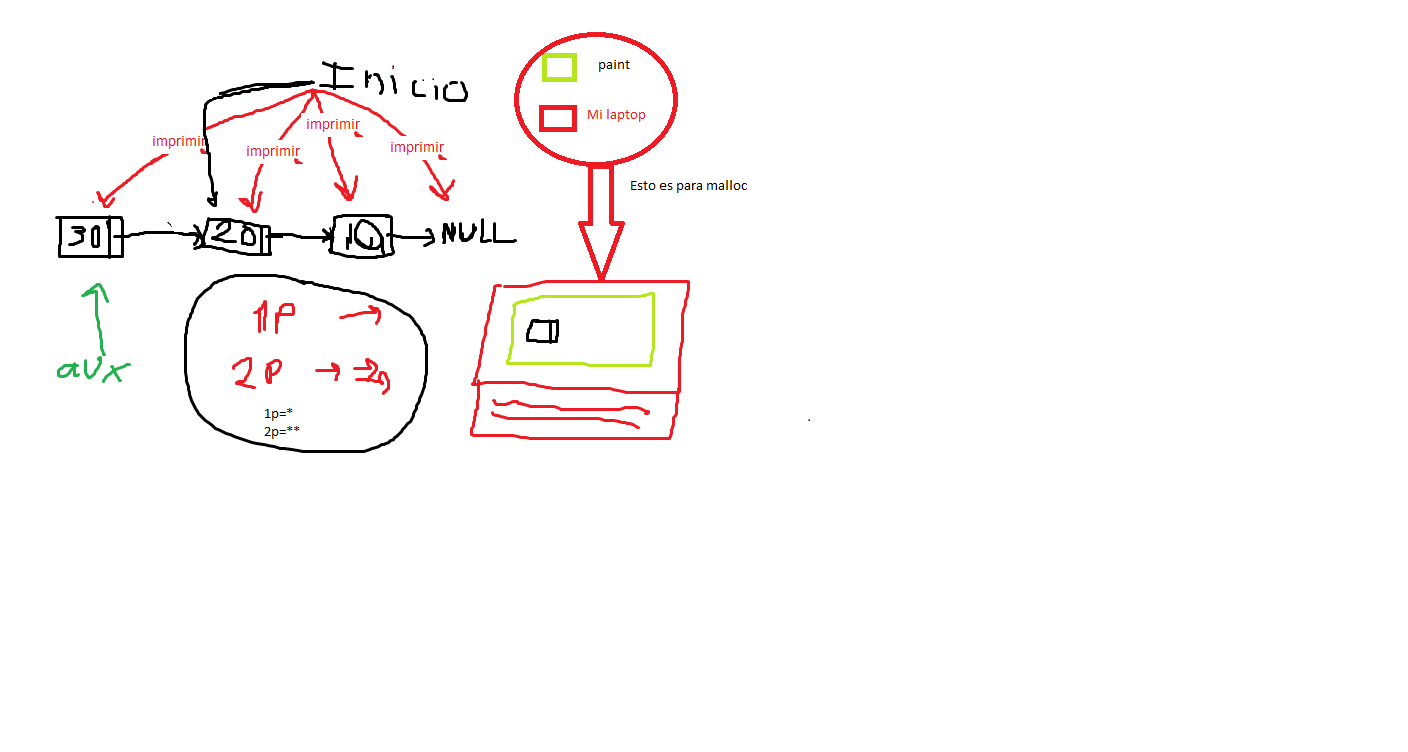 Inicio
paint
Mi laptop
imprimir
imprimir
imprimir
imprimir
Esto es para malloc
30
20
10
NULL
aux
1P →
2P → →
1p=*
2p=**